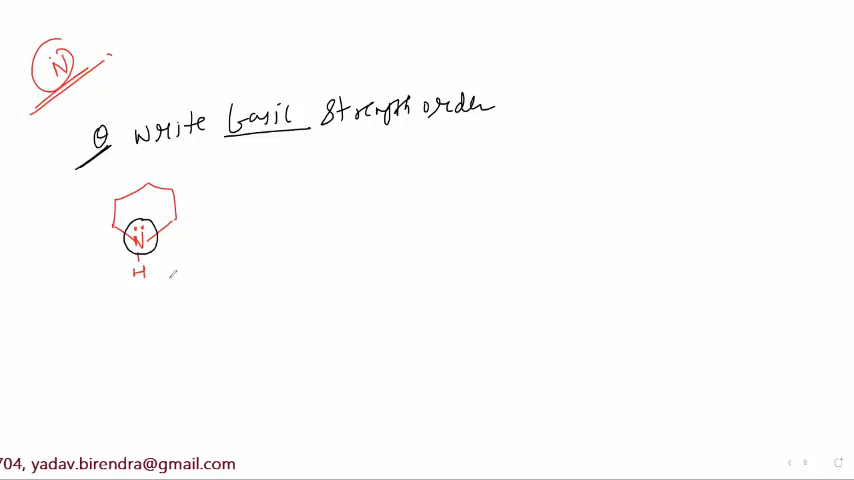 N
Q Write basic strength order
N
H
704, yadav.birendra@gmail.com